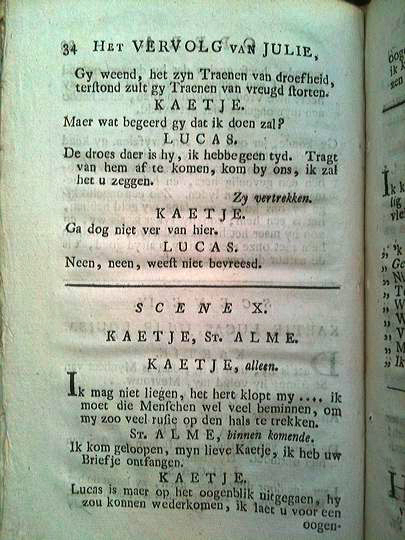 34 HET VERVOLG VAN JULIE,
Gy weend, het zyn Traenen van droefheid,
terſtond zult gy Traenen van vreugd ſtorten.
KAETJE.
Maer wat begeerd gy dat ik doen zal?
LUCAS.
De droes daer is hy, ik hebbe geen tyd. Tragt
van hem af te komen, kom by ons, ik zal
het u zeggen.
Zy vertrekken.
KAETJE.
Ga dog niet ver van hier.
LUCAS.
Neen, neen, weeſt niet bevreesd.
SCENE X.
KAETJE, ST. ALME.
KAETJE, alleen.
Ik mag niet liegen, het hert klopt my .... ik
moet die Menſchen wel veel beminnen, om
my zoo veel ruſie op den hals te trekken.
ST. ALME, binnen komende.
Ik kom geloopen, myn lieve Kaetje, ik heb uw
Briefje ontfangen.
KAETJE.
Lucas is maer op het oogenblik uitgegaen, hy
zou konnen wederkomen, ik laet u voor een
oogen-